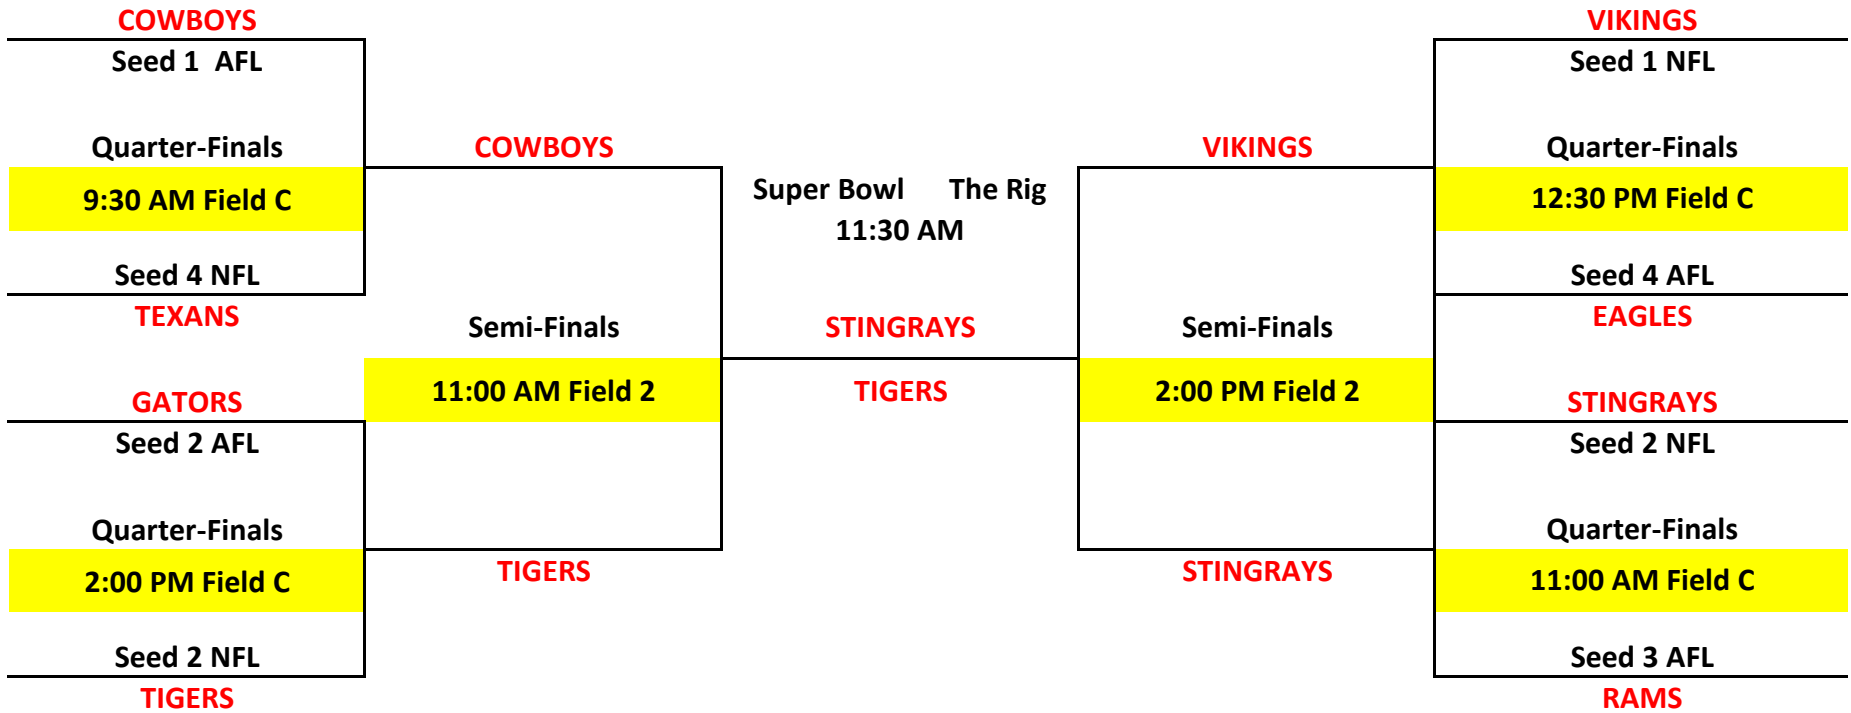 COWBOYS
Seed 1 AFL
Quarter-Finals
9:30 AM Field C
Seed 4 NFL
TEXANS
GATORS
Seed 2 AFL
Quarter-Finals
2:00 PM Field C
Seed 2 NFL
TIGERS
COWBOYS
Semi-Finals
11:00 AM Field 2
TIGERS
Super Bowl The Rig
11:30 AM
STINGRAYS
TIGERS
VIKINGS
Semi-Finals
2:00 PM Field 2
STINGRAYS
VIKINGS
Seed 1 NFL
Quarter-Finals
12:30 PM Field C
Seed 4 AFL
EAGLES
STINGRAYS
Seed 2 NFL
Quarter-Finals
11:00 AM Field C
Seed 3 AFL
RAMS